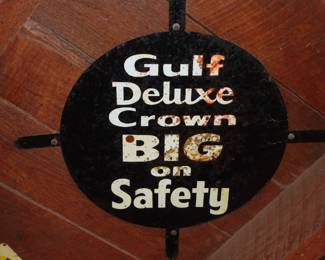 Gulf
Deluxe
Crown
BIG
on
Safety